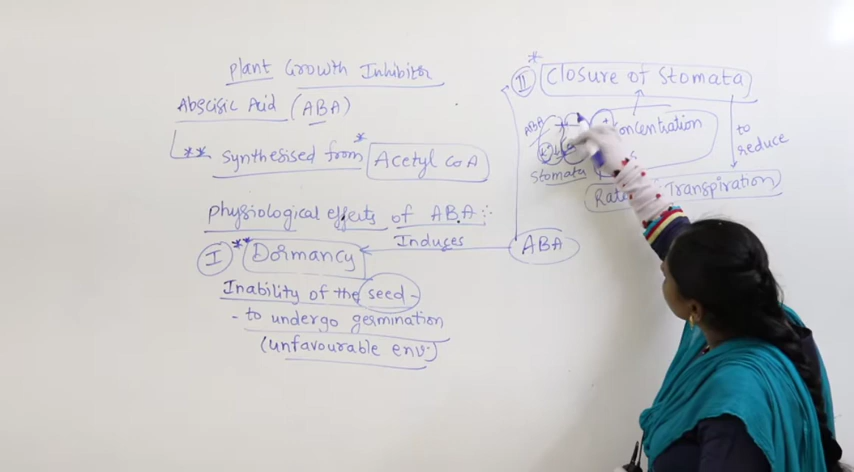 Plant Growth Inhibitor
Abscisic Acid (ABA)
** Synthesised from * Acetyl coA
Physiological effects of ABA :-
Induces
I ** Dormancy
Inability of the seed -
- to undergo germination
(unfavourable env.)
ABA
* II Closure of Stomata
ABA
K+ concentration
Stomata
to reduce
Rate Transpiration